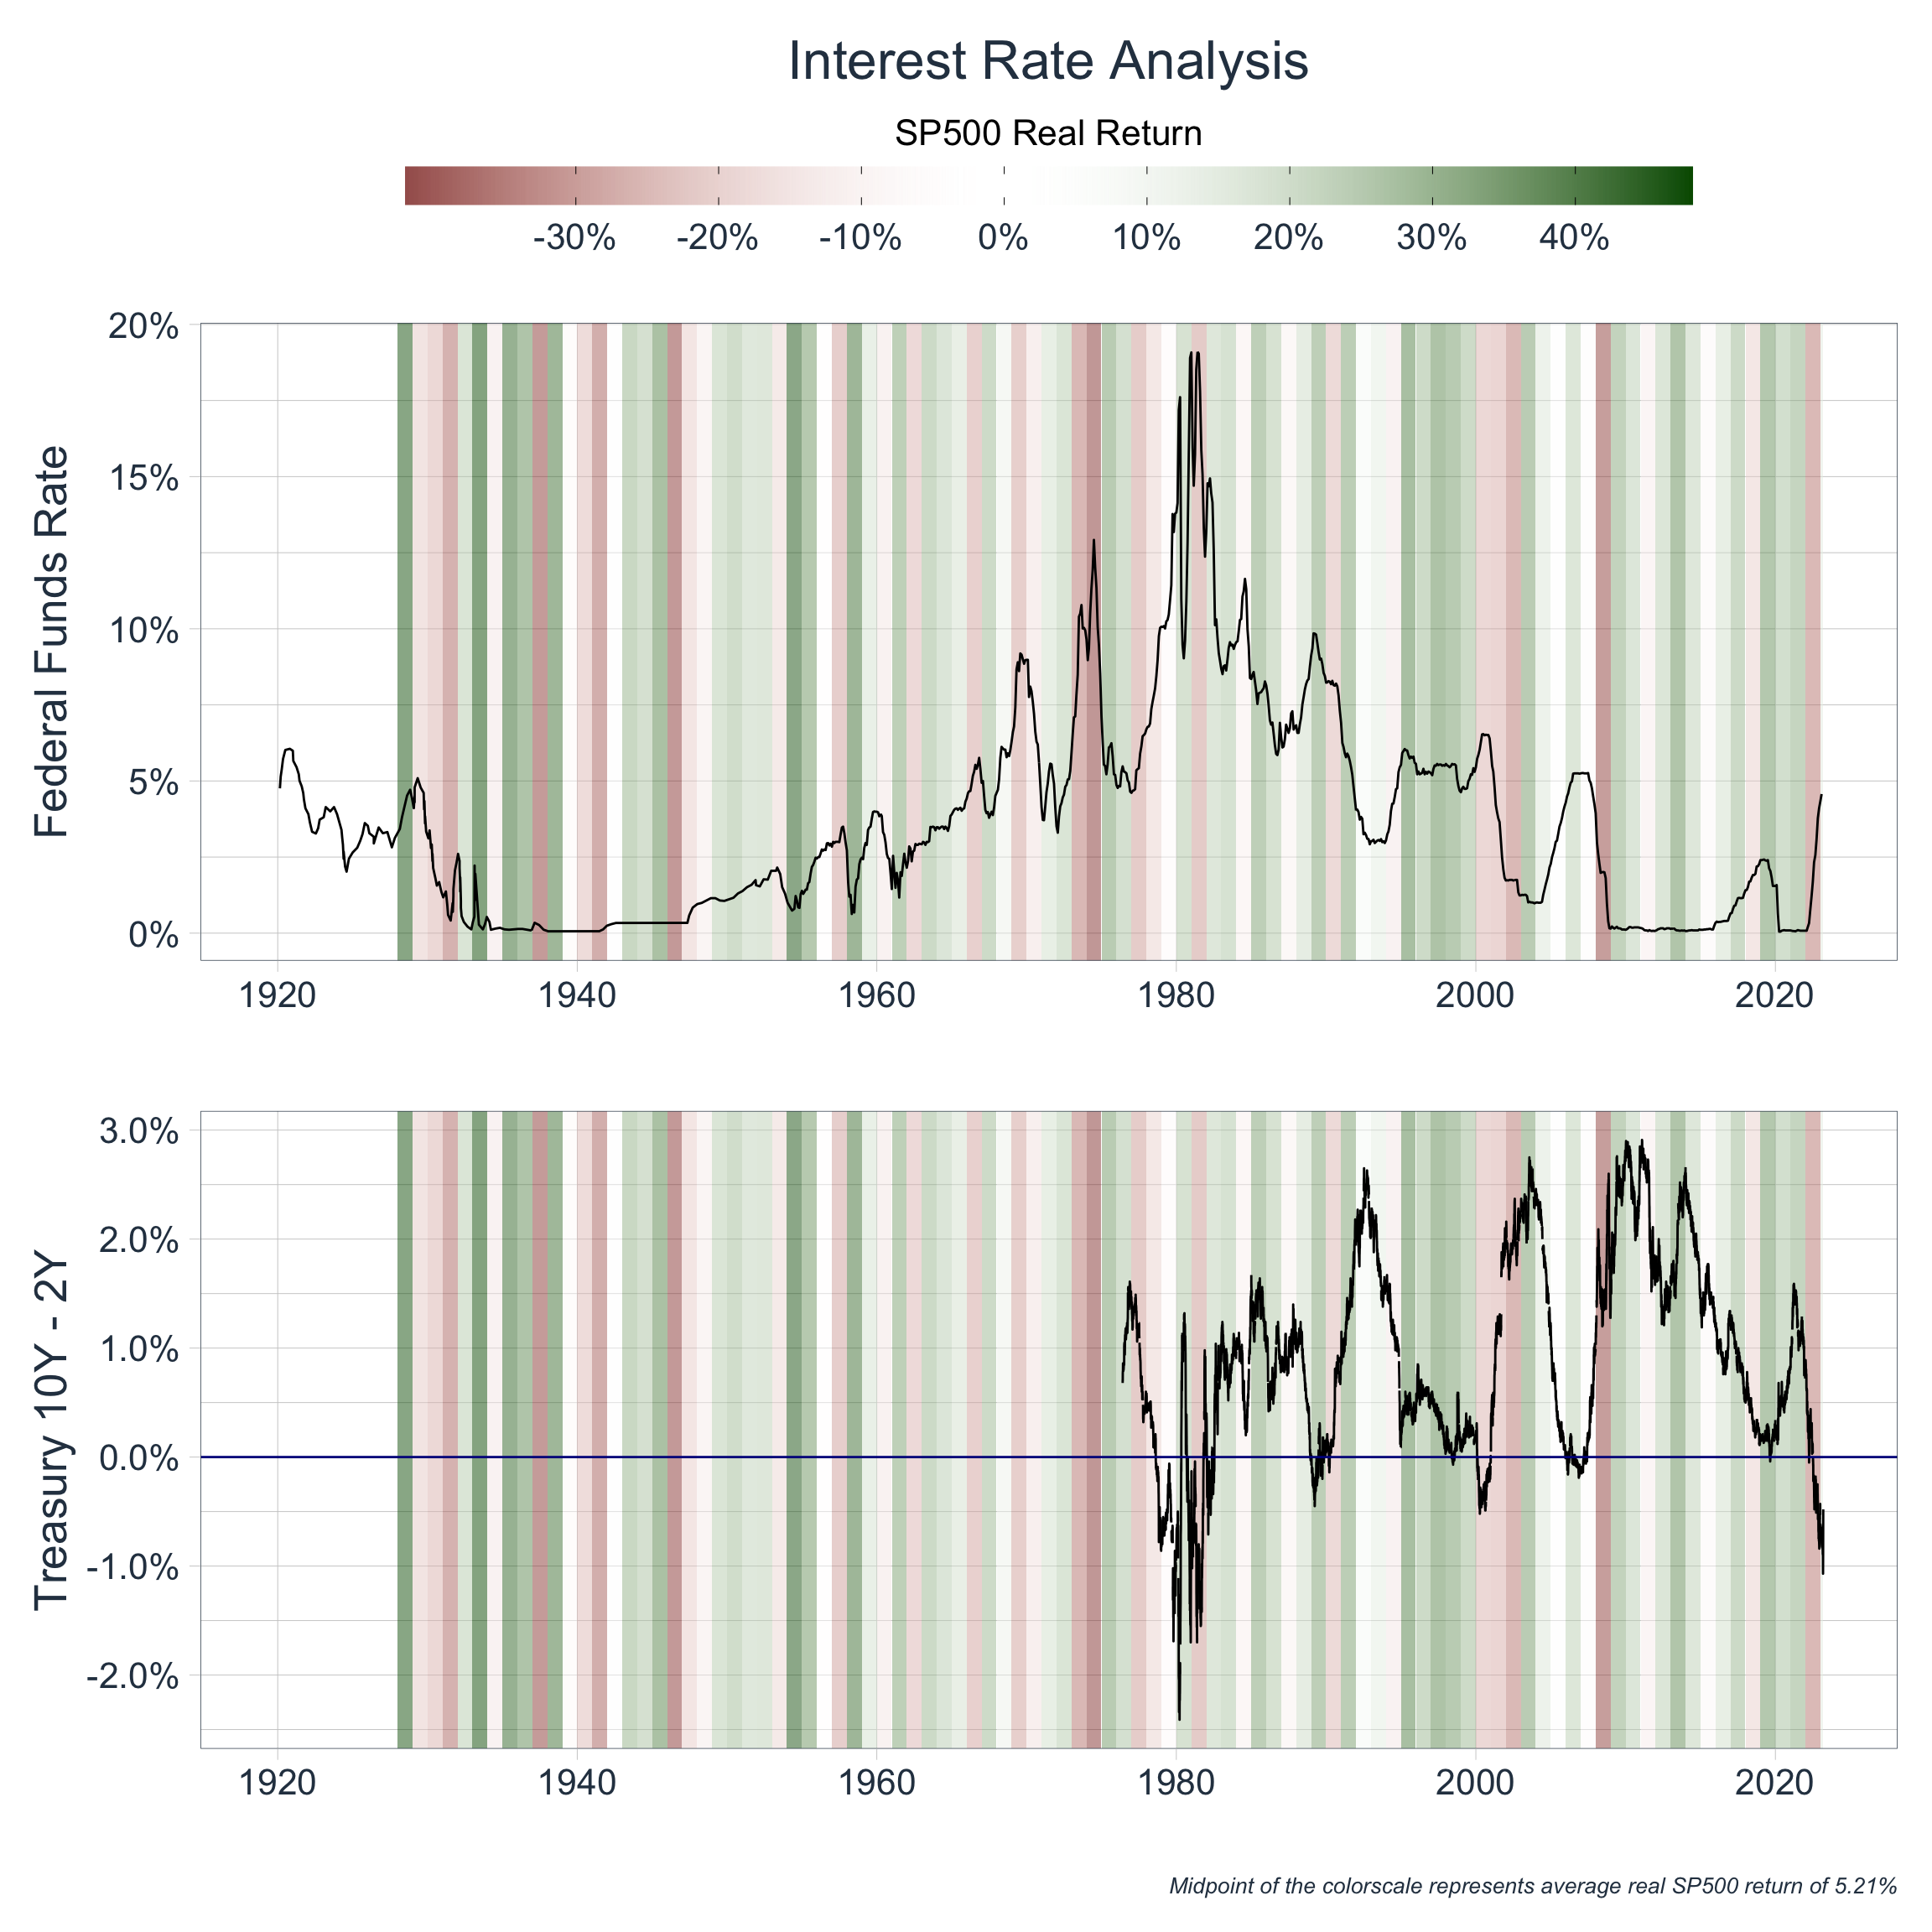 Interest Rate Analysis
SP500 Real Return
-30% -20% -10% 0% 10% 20% 30% 40%
Federal Funds Rate
20%
15%
10%
5%
0%
1920 1940 1960 1980 2000 2020
Treasury 10Y - 2Y
3.0%
2.0%
1.0%
0.0%
-1.0%
-2.0%
1920 1940 1960 1980 2000 2020
Midpoint of the colorscale represents average real SP500 return of 5.21%